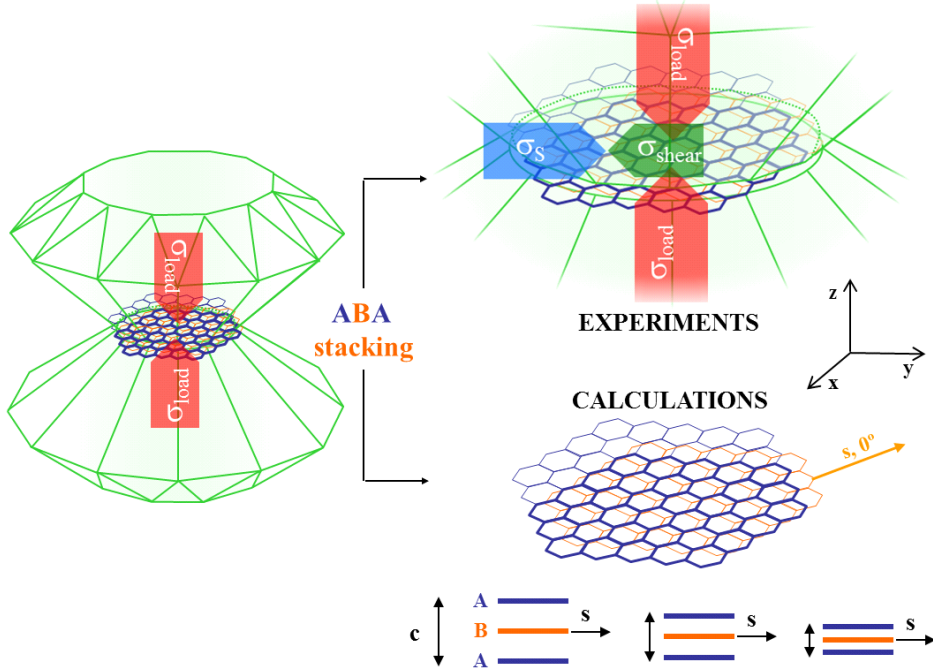 σload
σload
ABA
stacking
σload
σS
σshear
σload
EXPERIMENTS
z
y
x
CALCULATIONS
s, 0º
c
A
B
A
s
s
s